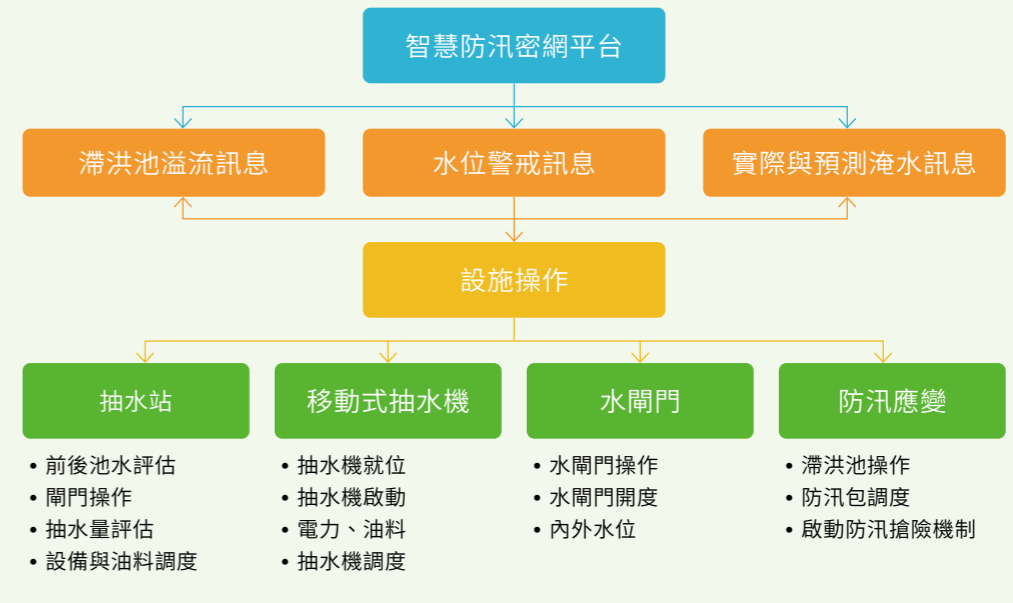 智慧防汛密網平台
滯洪池溢流訊息
水位警戒訊息
實際與預測淹水訊息
設施操作
抽水站
• 前後池水評估
• 閘門操作
• 抽水量評估
• 設備與油料調度
移動式抽水機
• 抽水機就位
• 抽水機啟動
• 電力、油料
• 抽水機調度
水閘門
• 水閘門操作
• 水閘門開度
• 內外水位
防汛應變
• 滯洪池操作
• 防汛包調度
• 啟動防汛搶險機制